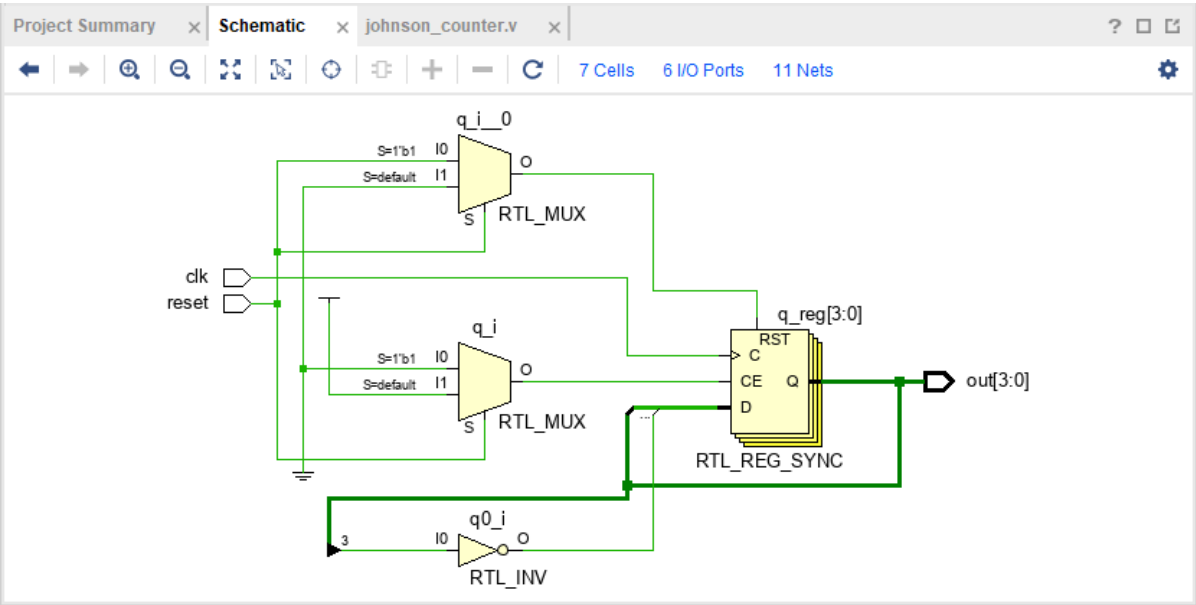 Project Summary × Schematic × johnson_counter.v × ?
7 Cells 6 I/O Ports 11 Nets
q_i__0
S=1'b1 I0
O
S=default I1
S RTL_MUX
clk
reset
q_reg[3:0]
RST
q_i
C
S=1'b1 I0
O
CE Q
out[3:0]
S=default I1
D
...
S RTL_MUX
RTL_REG_SYNC
q0_i
3 I0 O
RTL_INV